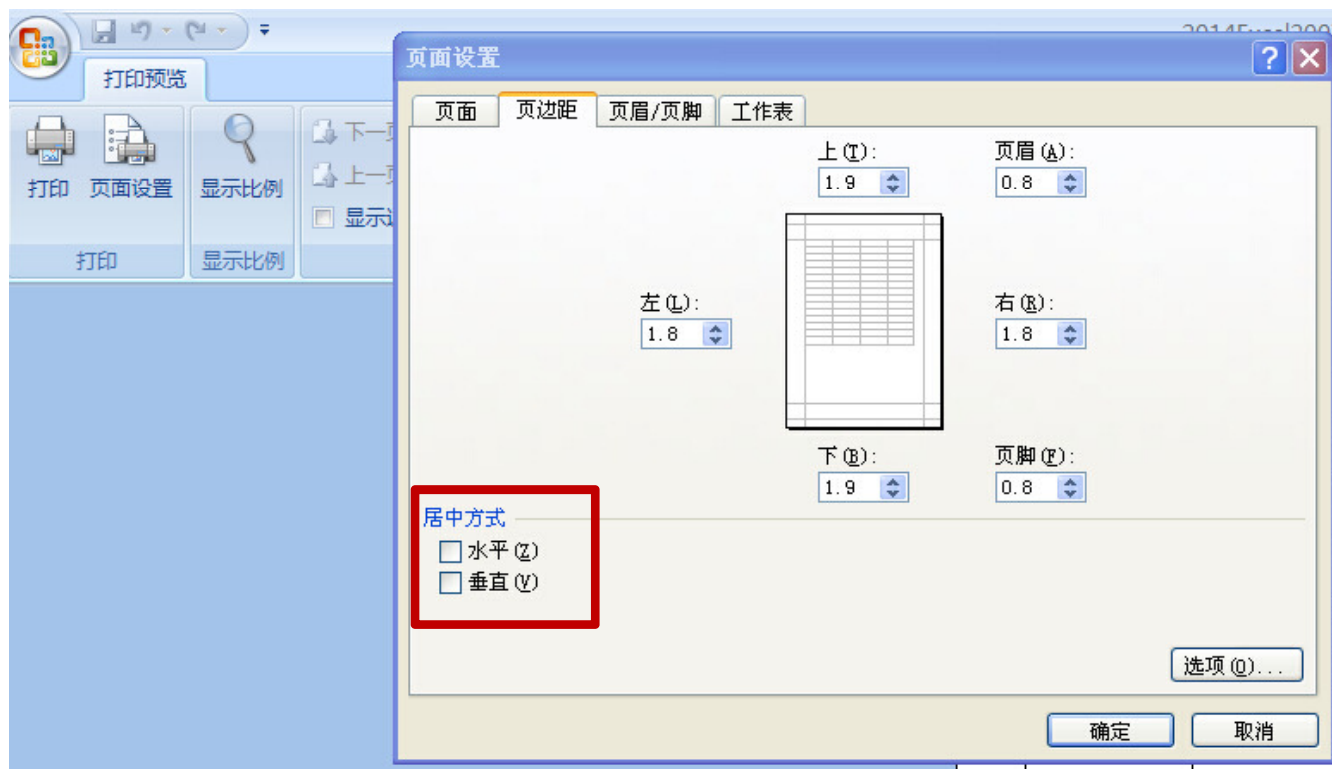 2014Excel200
打印预览
打印
页面设置
显示比例
下一
上一
显示
打印
显示比例
页面设置
页面
页边距
页眉/页脚
工作表
上(T):
1.9
页眉(A):
0.8
左(L):
1.8
右(R):
1.8
下(B):
1.9
页脚(F):
0.8
居中方式
水平(Z)
垂直(V)
选项(O)...
确定
取消